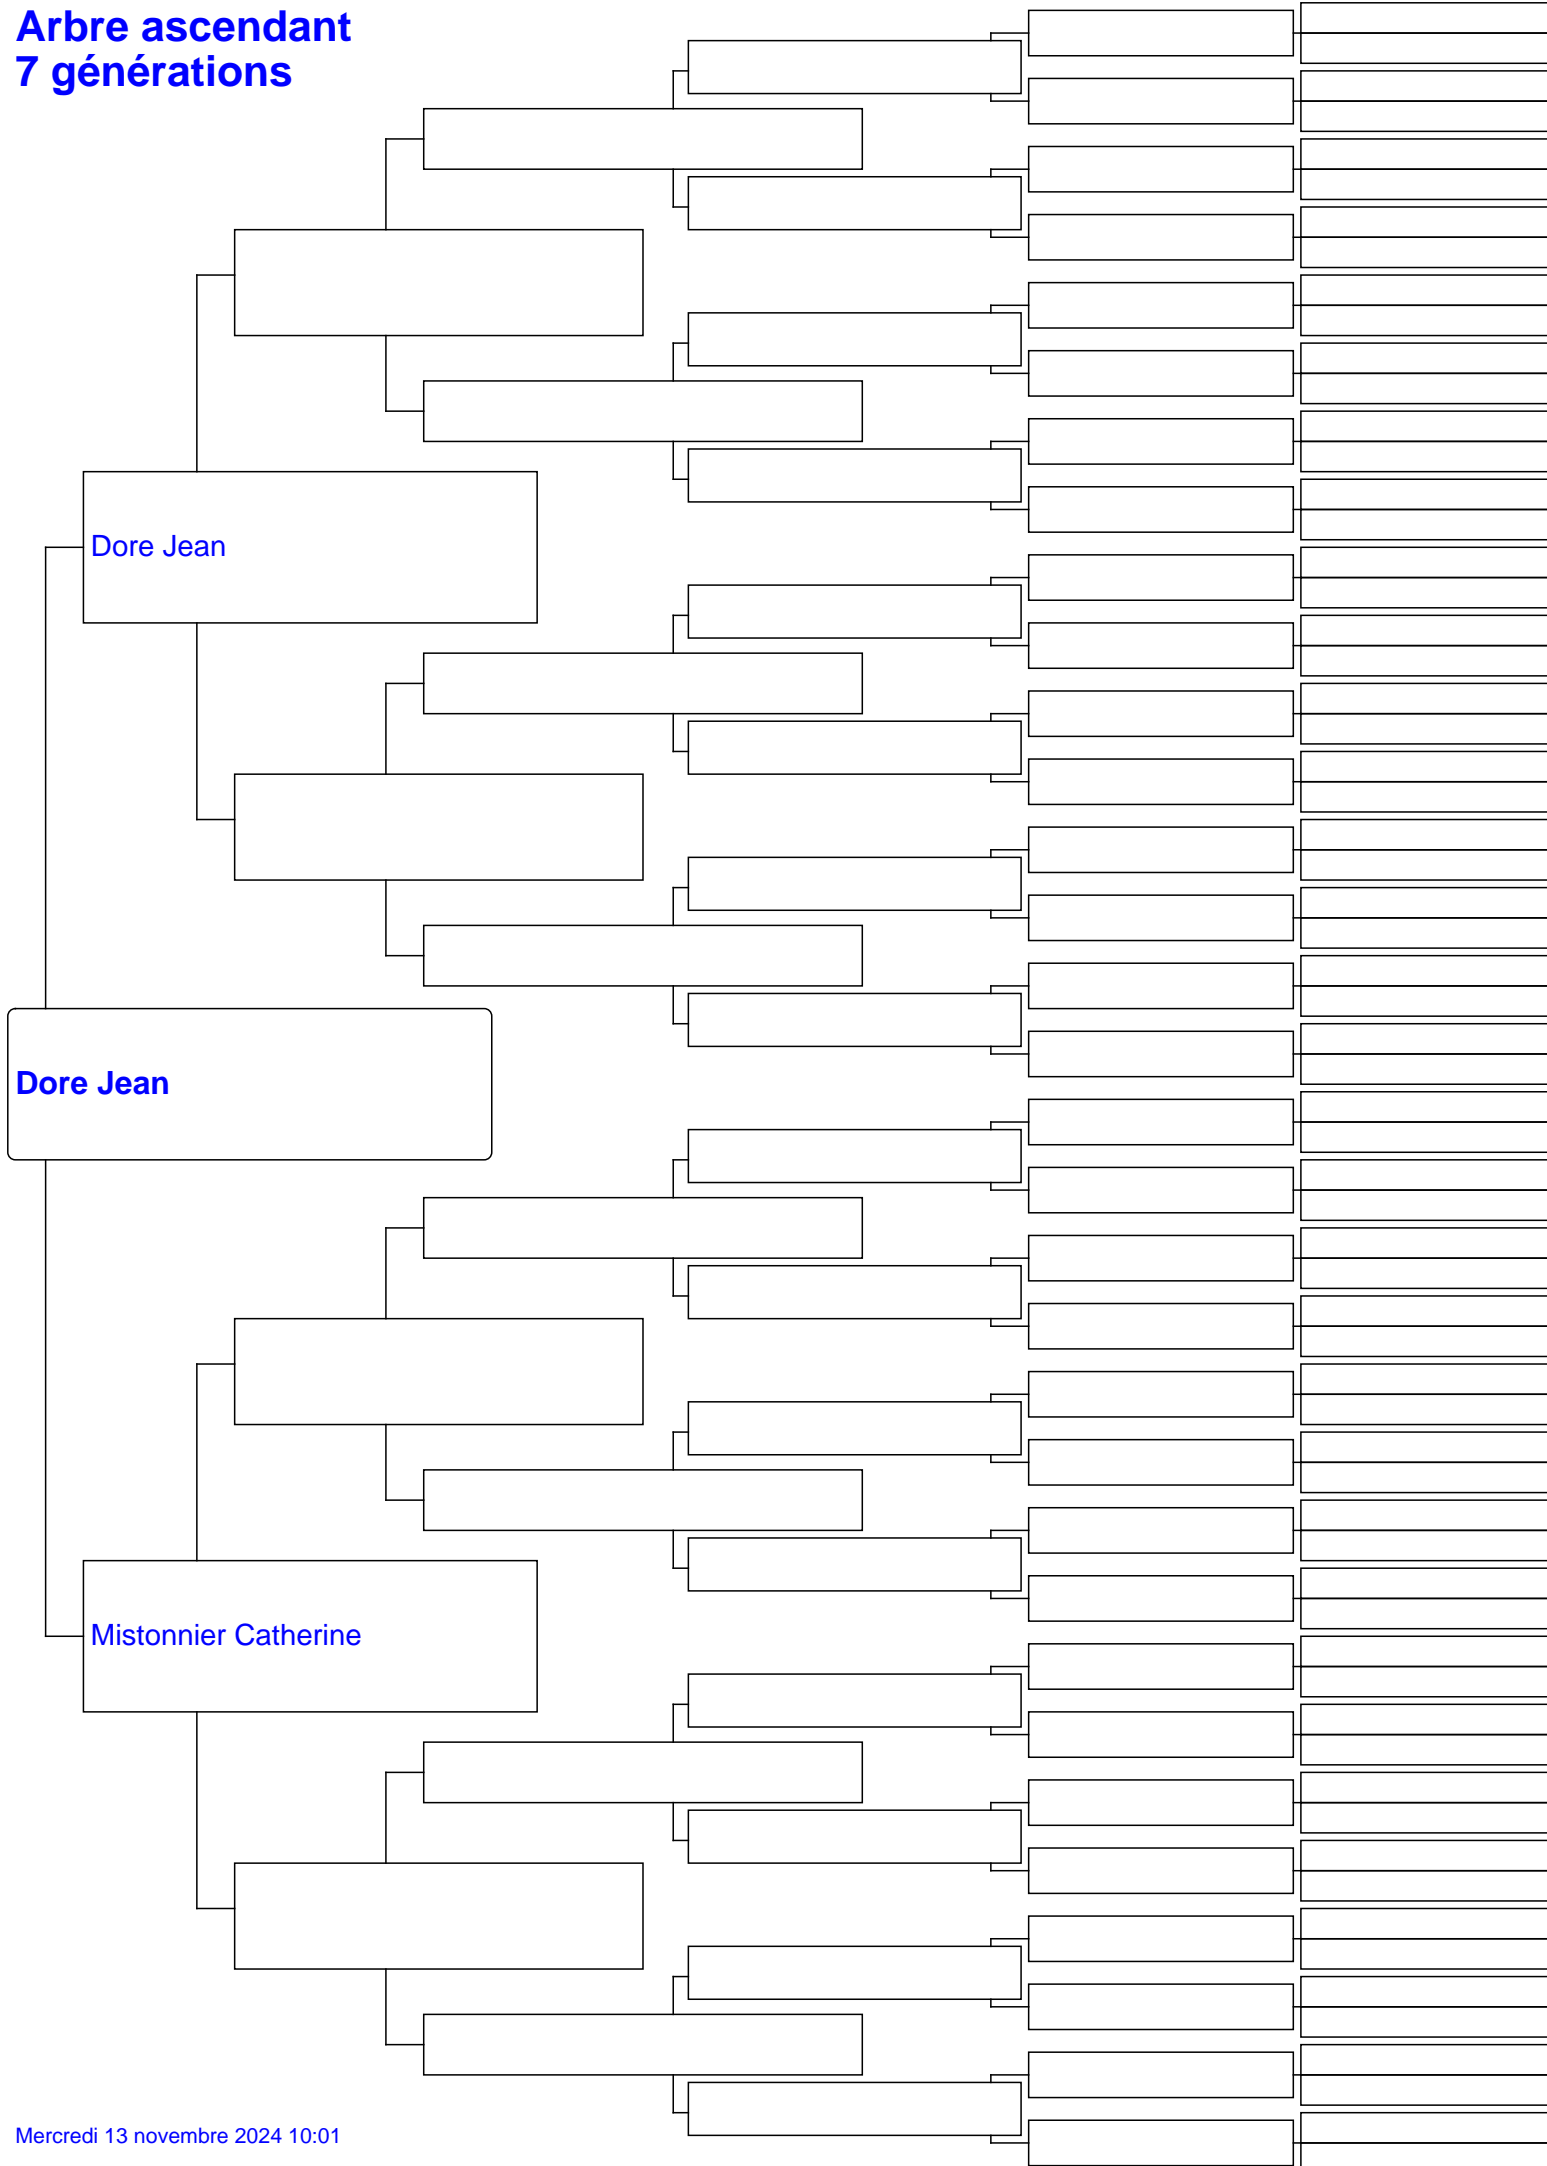 Arbre ascendant
7 générations
Dore Jean
Dore Jean
Mistonnier Catherine
Mercredi 13 novembre 2024 10:01